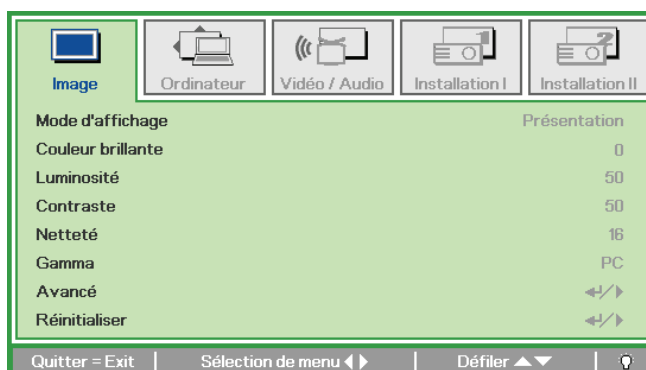 Image Ordinateur Vidéo / Audio Installation I Installation II
Mode d'affichage Présentation
Couleur brillante 0
Luminosité 50
Contraste 50
Netteté 16
Gamma PC
Avancé
Réinitialiser
Quitter = Exit Sélection de menu Défiler